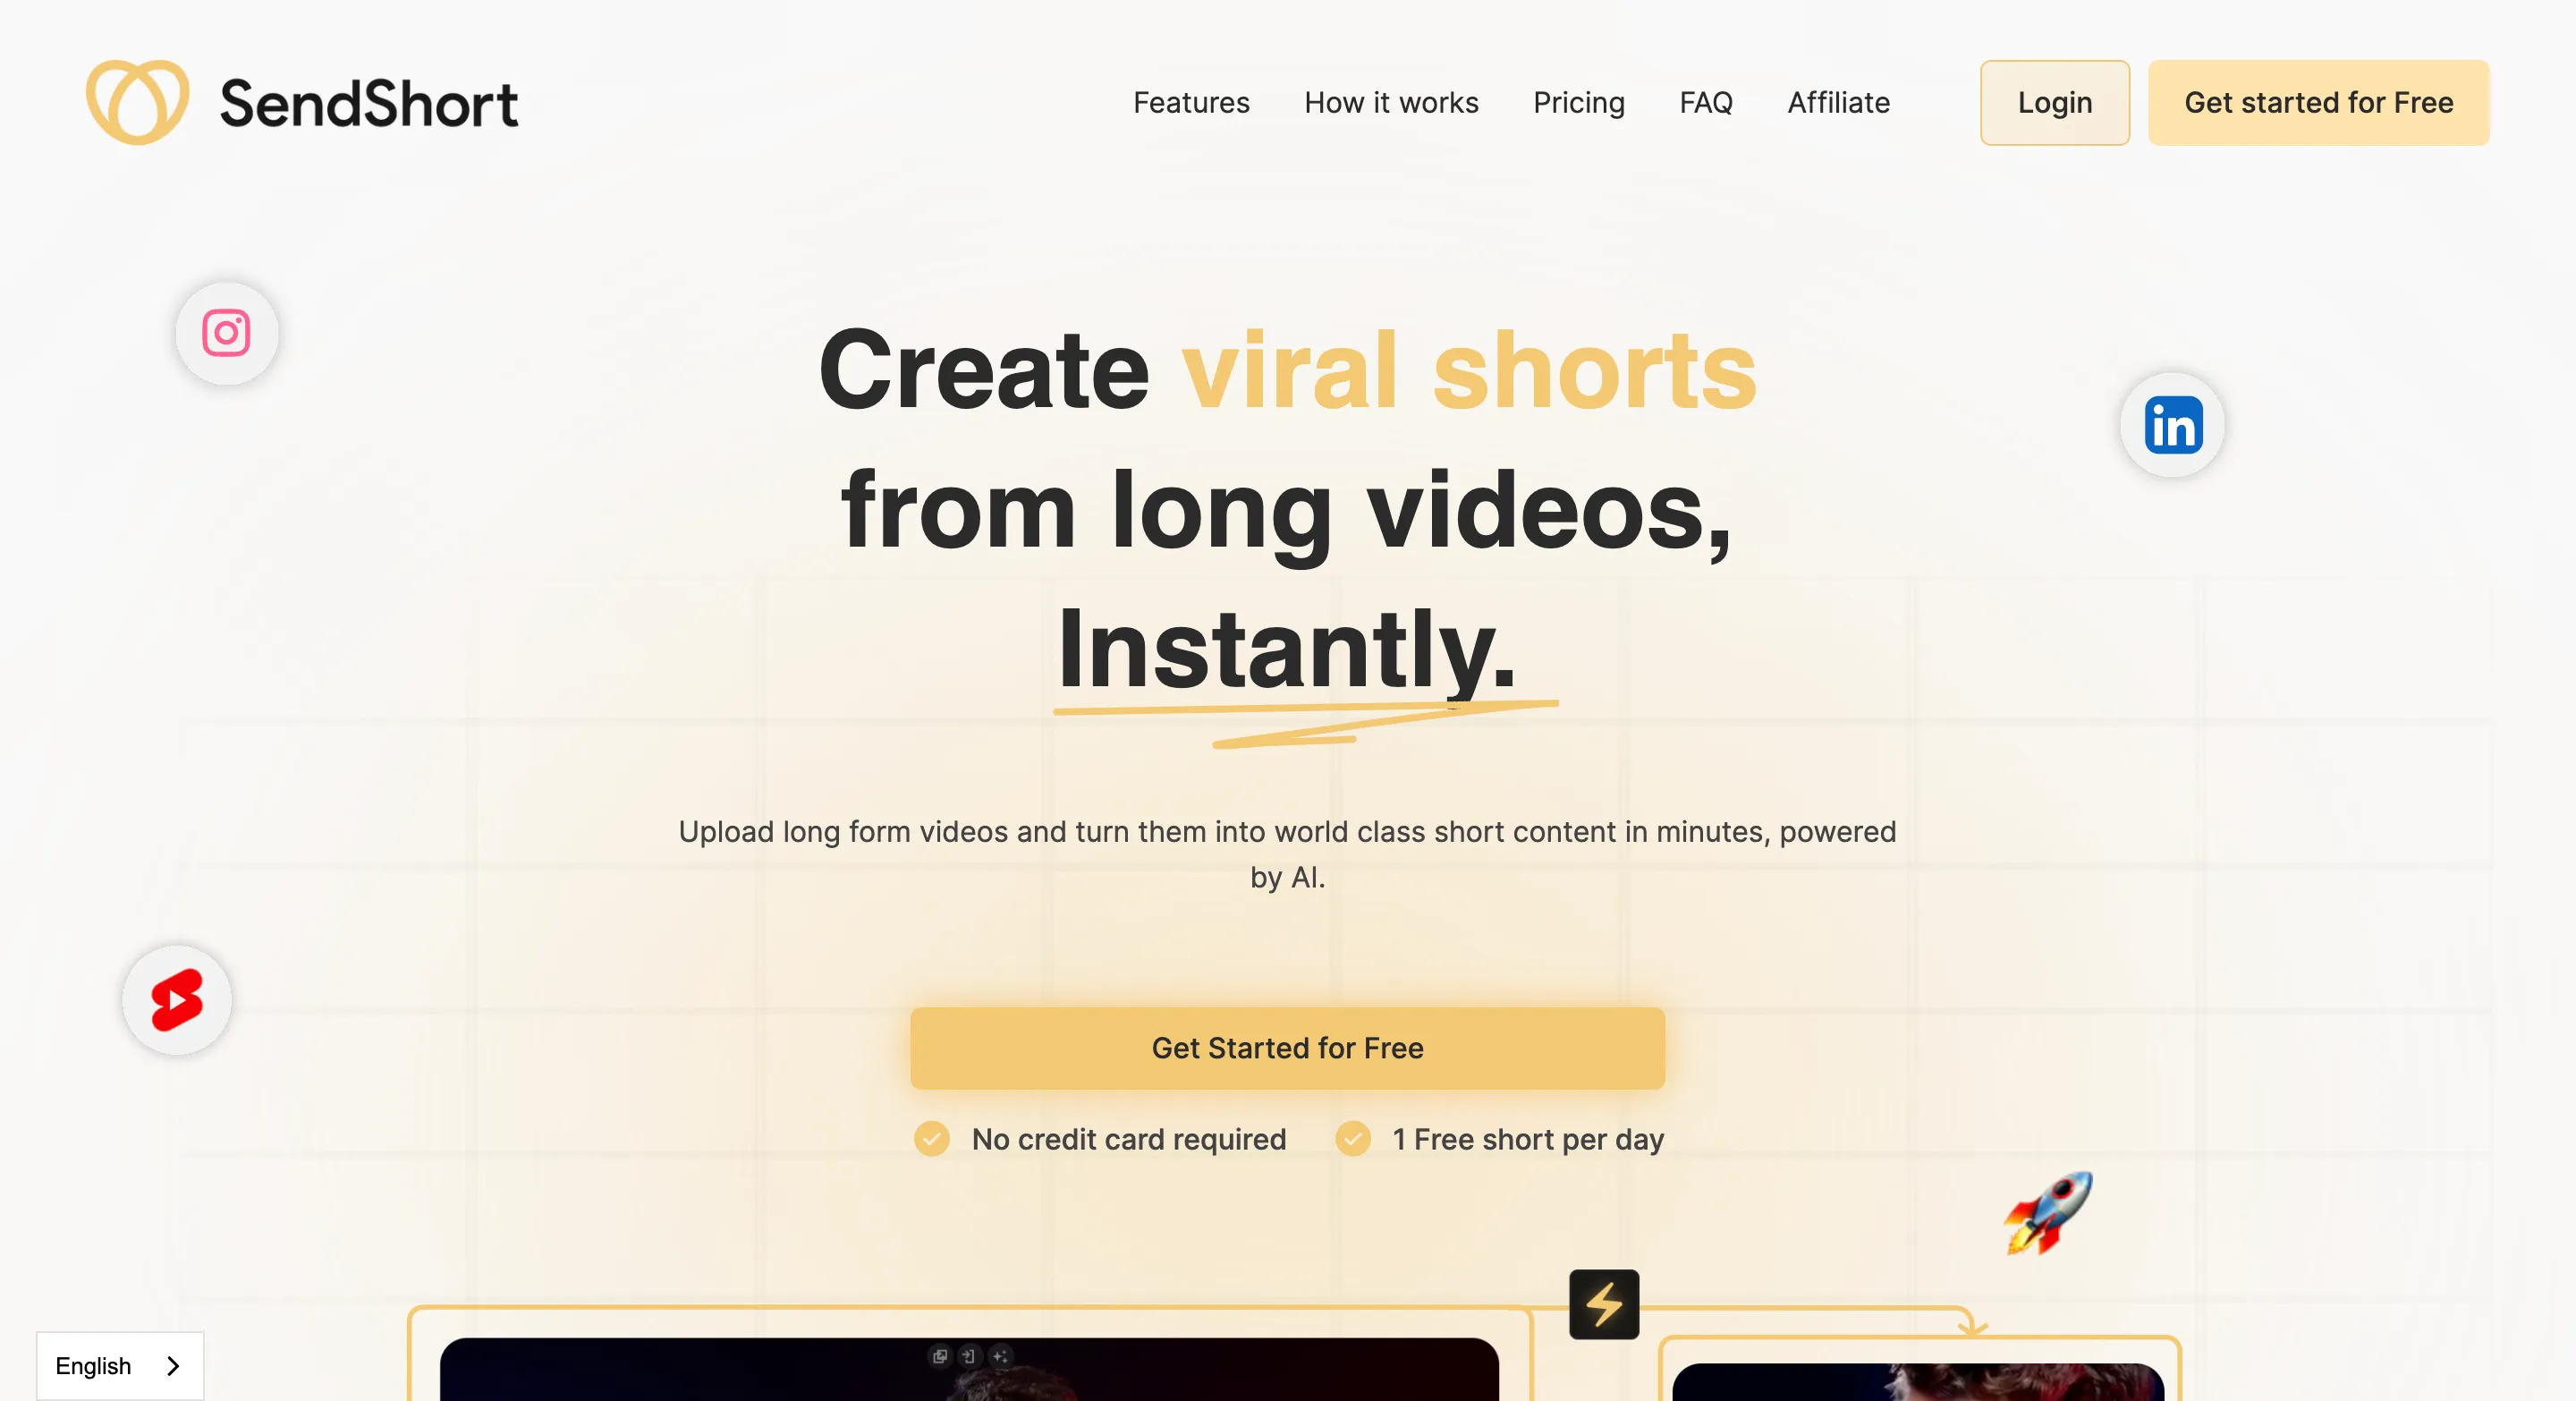 SendShort
Features
How it works
Pricing
FAQ
Affiliate
Login
Get started for Free
Create viral shorts
from long videos,
Instantly.
in
Upload long form videos and turn them into world class short content in minutes, powered
by AI.
Get Started for Free
No credit card required
1 Free short per day
English